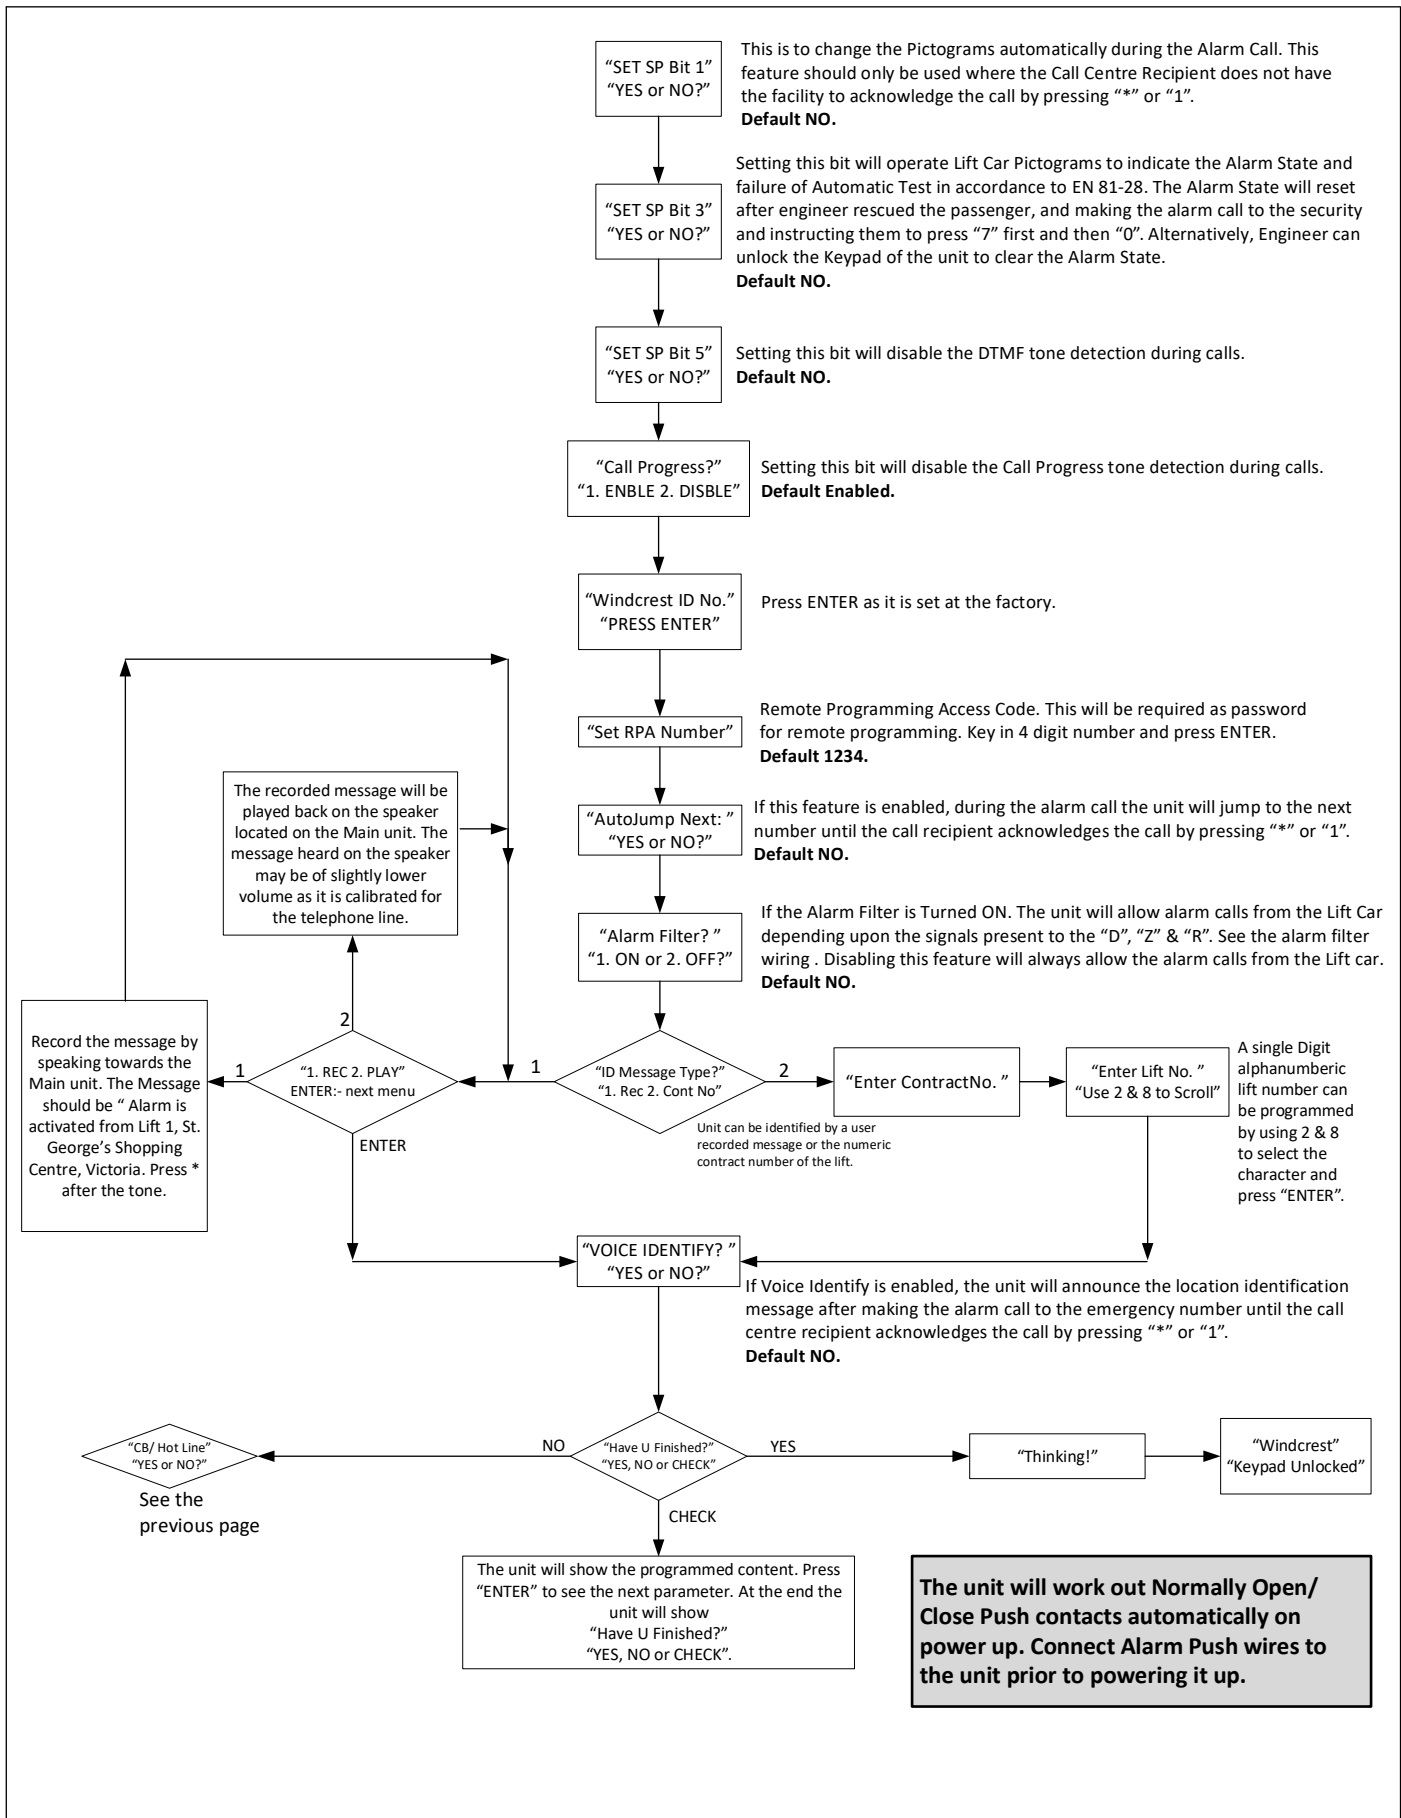 “SET SP Bit 1”
“YES or NO?”
This is to change the Pictograms automatically during the Alarm Call. This
feature should only be used where the Call Centre Recipient does not have
the facility to acknowledge the call by pressing “*” or “1”.
Default NO.
“SET SP Bit 3”
“YES or NO?”
Setting this bit will operate Lift Car Pictograms to indicate the Alarm State and
failure of Automatic Test in accordance to EN 81-28. The Alarm State will reset
after engineer rescued the passenger, and making the alarm call to the security
and instructing them to press “7” first and then “0”. Alternatively, Engineer can
unlock the Keypad of the unit to clear the Alarm State.
Default NO.
“SET SP Bit 5”
“YES or NO?”
Setting this bit will disable the DTMF tone detection during calls.
Default NO.
“Call Progress?”
“1. ENBLE 2. DISBLE”
Setting this bit will disable the Call Progress tone detection during calls.
Default Enabled.
“Windcrest ID No.”
“PRESS ENTER”
Press ENTER as it is set at the factory.
“Set RPA Number”
Remote Programming Access Code. This will be required as password
for remote programming. Key in 4 digit number and press ENTER.
Default 1234.
“AutoJump Next: ”
“YES or NO?”
If this feature is enabled, during the alarm call the unit will jump to the next
number until the call recipient acknowledges the call by pressing “*” or “1”.
Default NO.
“Alarm Filter? ”
“1. ON or 2. OFF?”
If the Alarm Filter is Turned ON. The unit will allow alarm calls from the Lift Car
depending upon the signals present to the “D”, “Z” & “R”. See the alarm filter
wiring . Disabling this feature will always allow the alarm calls from the Lift car.
Default NO.
The recorded message will be
played back on the speaker
located on the Main unit. The
message heard on the speaker
may be of slightly lower
volume as it is calibrated for
the telephone line.
Record the message by
speaking towards the
Main unit. The Message
should be “ Alarm is
activated from Lift 1, St.
George’s Shopping
Centre, Victoria. Press *
after the tone.
1
2
“1. REC 2. PLAY”
ENTER:- next menu
ENTER
1
“ID Message Type?”
“1. Rec 2. Cont No”
2
Unit can be identified by a user
recorded message or the numeric
contract number of the lift.
“Enter ContractNo. ”
“Enter Lift No. ”
“Use 2 & 8 to Scroll”
A single Digit
alphanumberic
lift number can
be programmed
by using 2 & 8
to select the
character and
press “ENTER”.
“VOICE IDENTIFY? ”
“YES or NO?”
If Voice Identify is enabled, the unit will announce the location identification
message after making the alarm call to the emergency number until the call
centre recipient acknowledges the call by pressing “*” or “1”.
Default NO.
“CB/ Hot Line”
“YES or NO?”
See the
previous page
NO
“Have U Finished?”
“YES, NO or CHECK”
YES
CHECK
“Thinking!”
“Windcrest”
“Keypad Unlocked”
The unit will show the programmed content. Press
“ENTER” to see the next parameter. At the end the
unit will show
“Have U Finished?”
“YES, NO or CHECK”.
The unit will work out Normally Open/
Close Push contacts automatically on
power up. Connect Alarm Push wires to
the unit prior to powering it up.